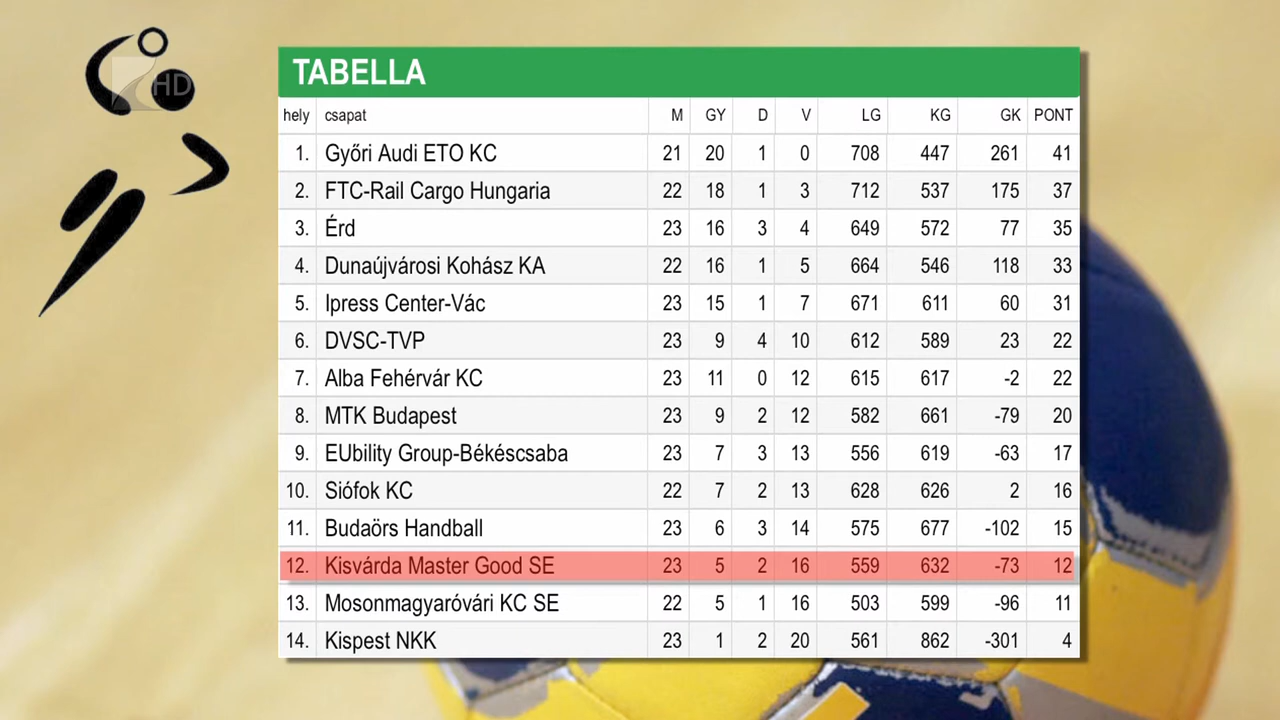 HD
TABELLA
hely csapat M GY D V LG KG GK PONT
1. Győri Audi ETO KC 21 20 1 0 708 447 261 41
2. FTC-Rail Cargo Hungaria 22 18 1 3 712 537 175 37
3. Érd 23 16 3 4 649 572 77 35
4. Dunaújvárosi Kohász KA 22 16 1 5 664 546 118 33
5. Ipress Center-Vác 23 15 1 7 671 611 60 31
6. DVSC-TVP 23 9 4 10 612 589 23 22
7. Alba Fehérvár KC 23 11 0 12 615 617 -2 22
8. MTK Budapest 23 9 2 12 582 661 -79 20
9. EUbility Group-Békéscsaba 23 7 3 13 556 619 -63 17
10. Siófok KC 22 7 2 13 628 626 2 16
11. Budaörs Handball 23 6 3 14 575 677 -102 15
12. Kisvárda Master Good SE 23 5 2 16 559 632 -73 12
13. Mosonmagyaróvári KC SE 22 5 1 16 503 599 -96 11
14. Kispest NKK 23 1 2 20 561 862 -301 4